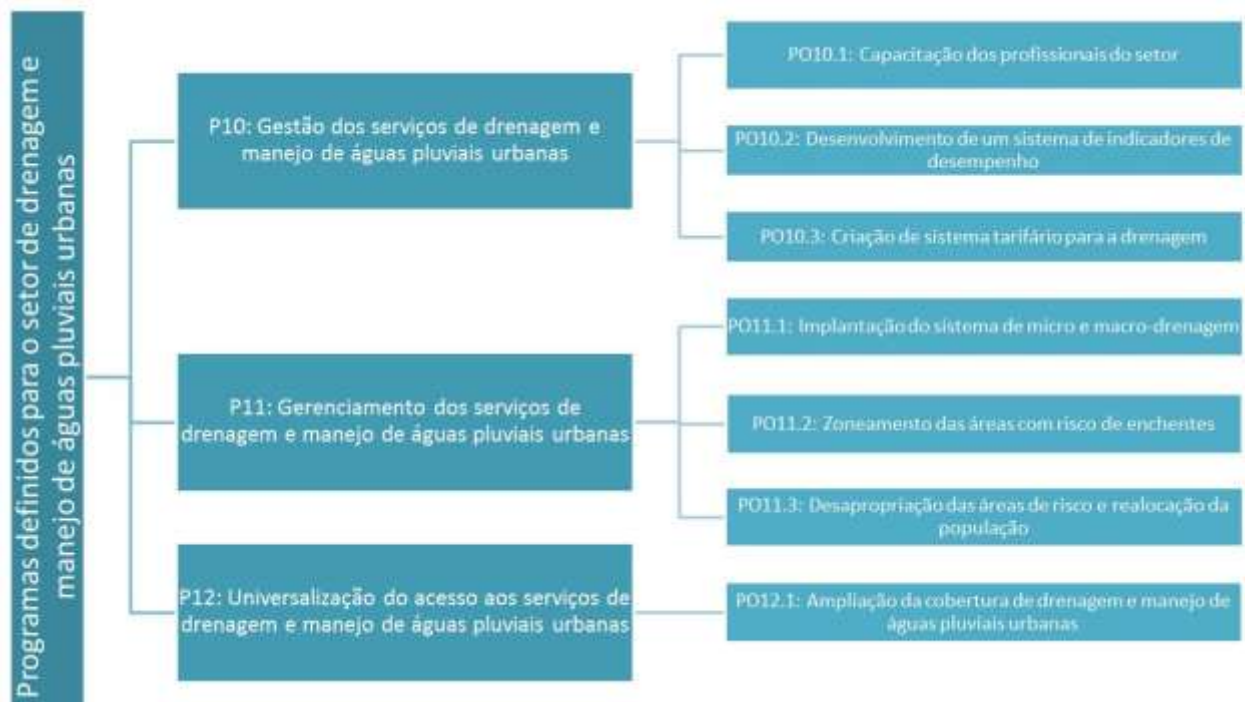 Programas definidos para o setor de drenagem e
manejo de águas pluviais urbanas
P10: Gestão dos serviços de drenagem e
manejo de águas pluviais urbanas
PO10.1: Capacitação dos profissionais do setor
PO10.2: Desenvolvimento de um sistema de indicadores de
desempenho
PO10.3: Criação de sistema tarifário para a drenagem
P11: Gerenciamento dos serviços de
drenagem e manejo de águas pluviais urbanas
PO11.1: Implantação do sistema de micro e macro-drenagem
PO11.2: Zoneamento das áreas com risco de enchentes
PO11.3: Desapropriação das áreas de risco e realocação da
população
P12: Universalização do acesso aos serviços de
drenagem e manejo de águas pluviais urbanas
PO12.1: Ampliação da cobertura de drenagem e manejo de
águas pluviais urbanas